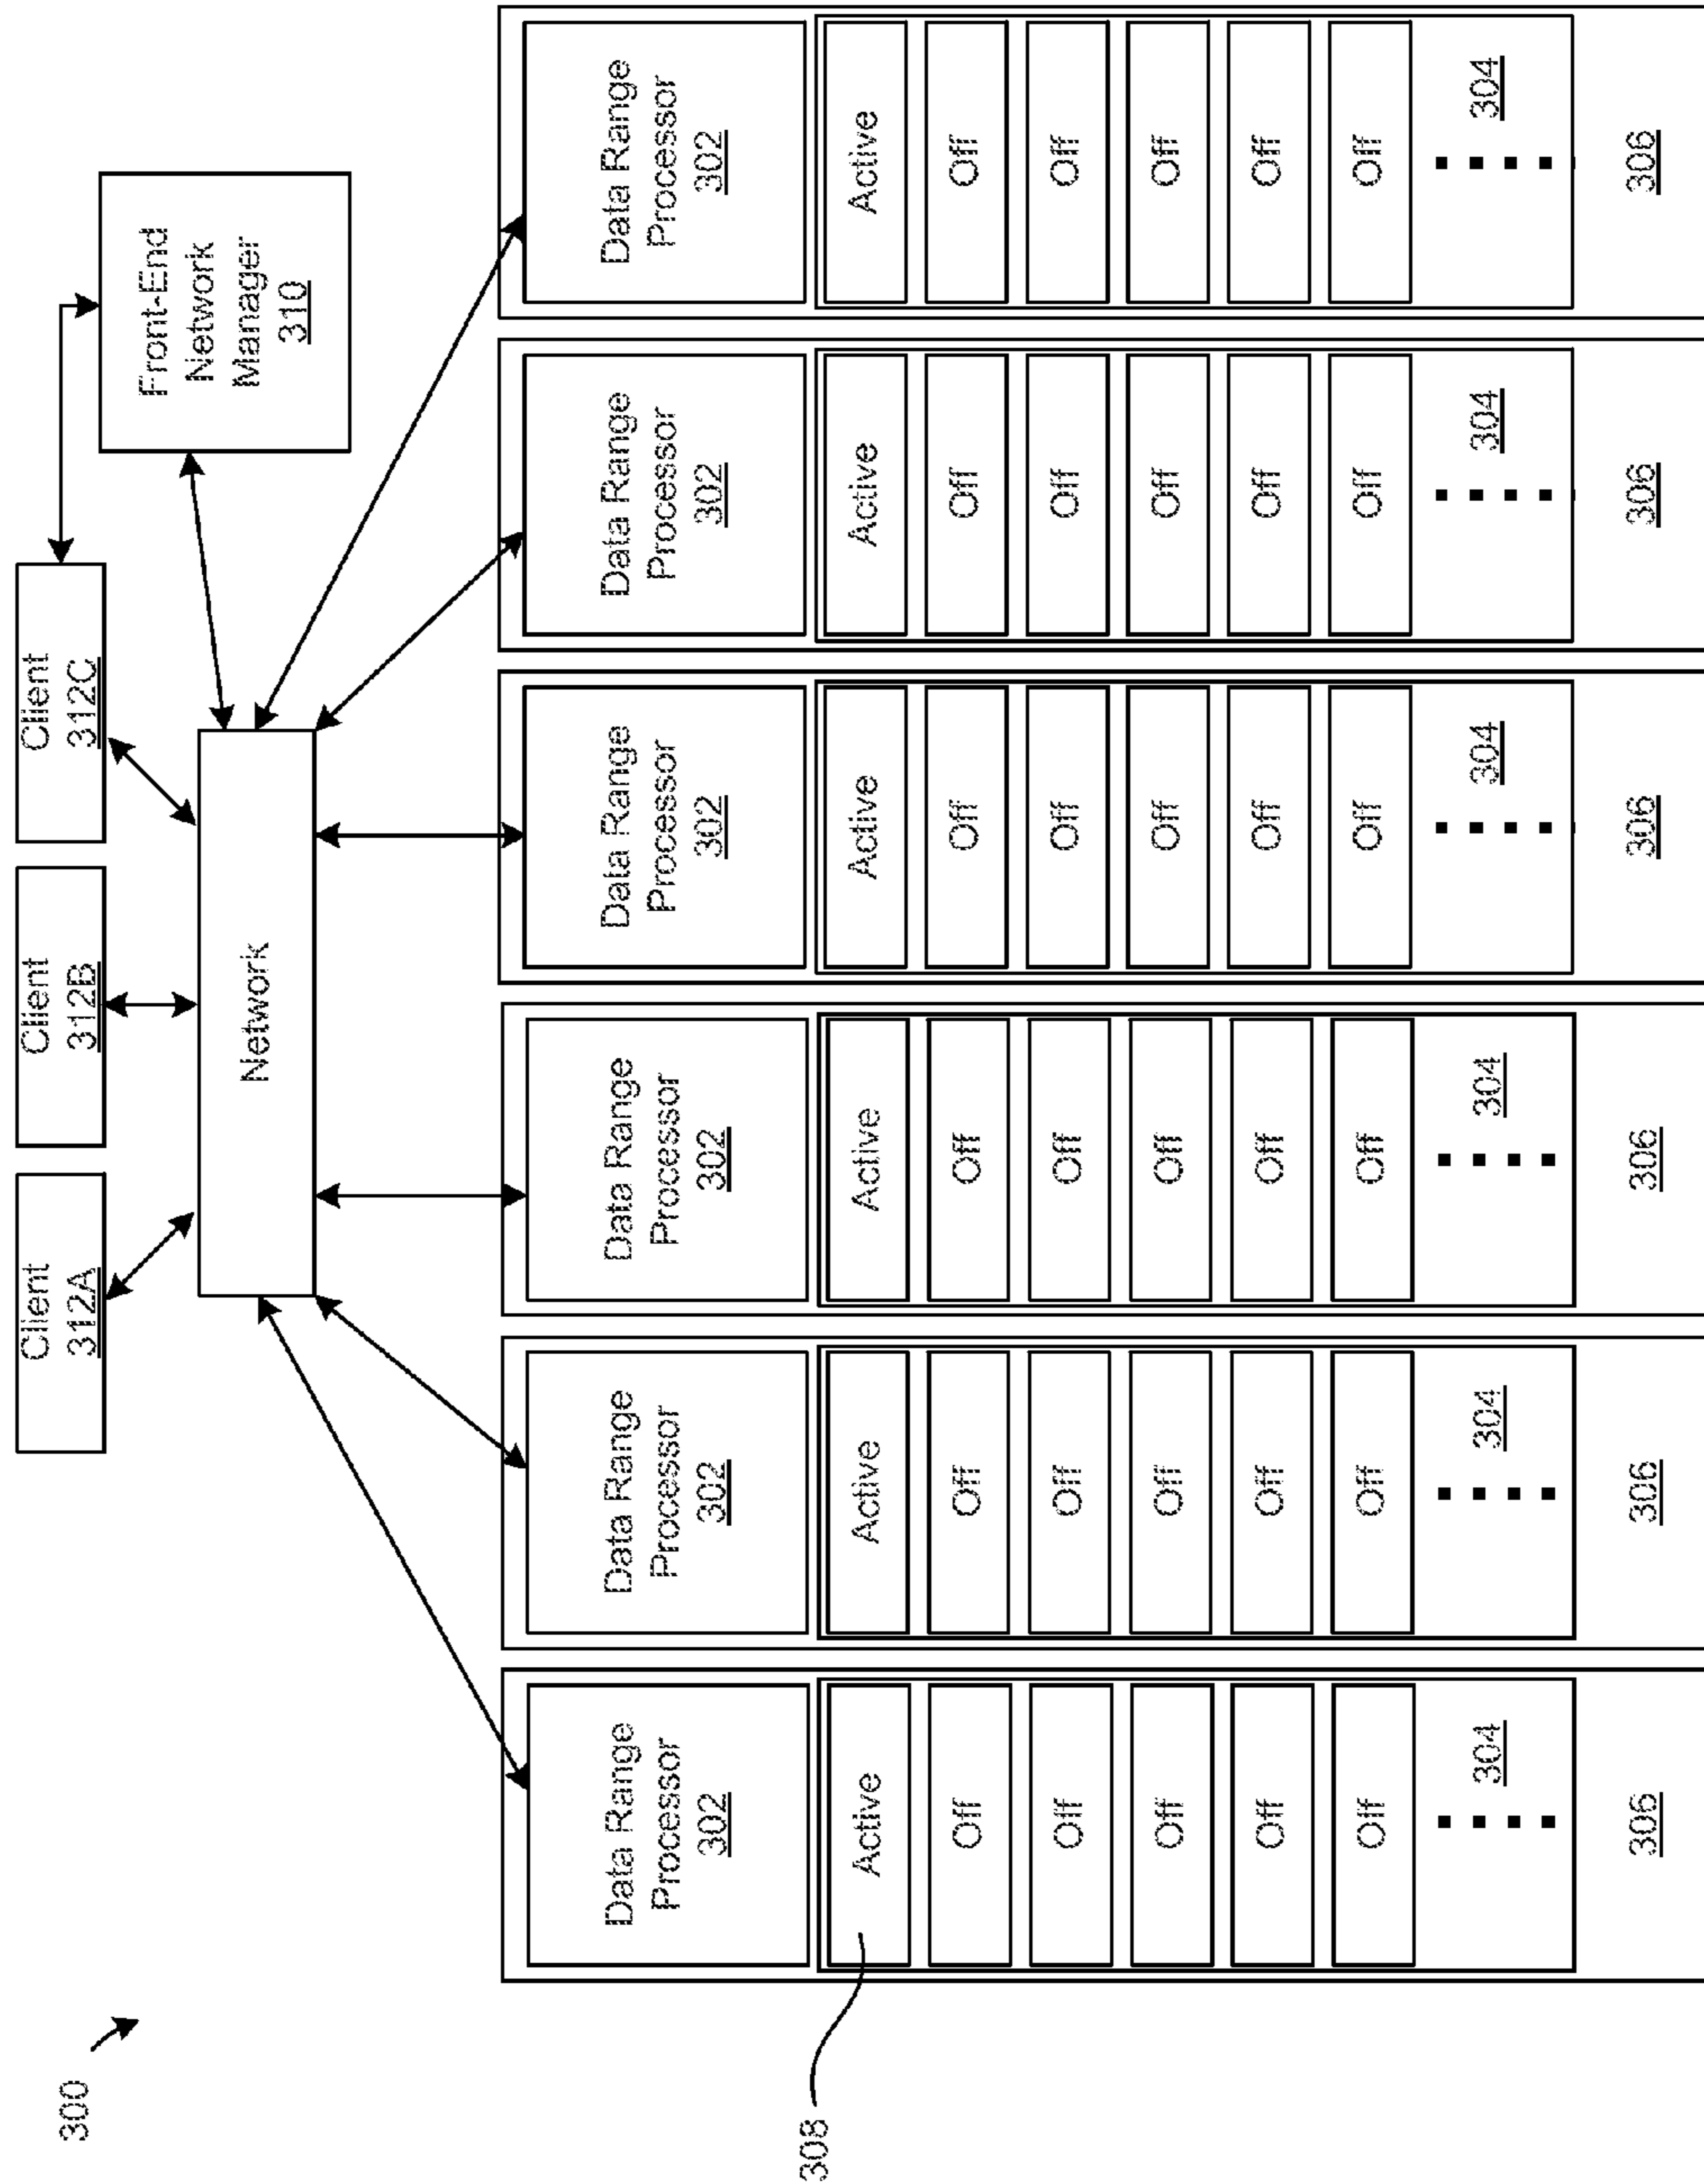 300
Client
312A
Client
312B
Client
312C
Front-End
Network
Manager
310
Network
Data Range
Processor
302
Active
Off
Off
Off
Off
Off
304
306
Data Range
Processor
302
Active
Off
Off
Off
Off
Off
304
306
Data Range
Processor
302
Active
Off
Off
Off
Off
Off
304
306
Data Range
Processor
302
Active
Off
Off
Off
Off
Off
304
306
Data Range
Processor
302
Active
Off
Off
Off
Off
Off
304
306
Data Range
Processor
302
Active
Off
Off
Off
Off
Off
304
306
308